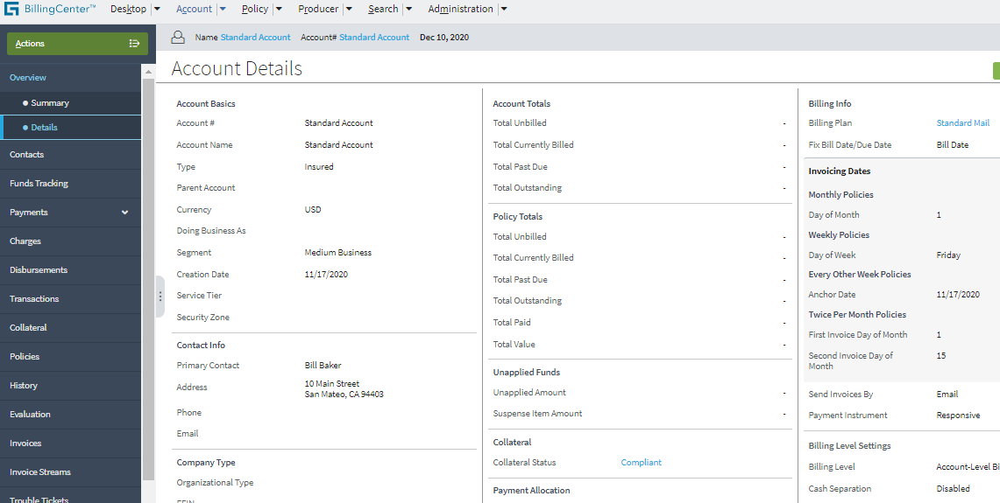 BillingCenter™ Desktop Account Policy Producer Search Administration
Actions
Name Standard Account Account# Standard Account Dec 10, 2020
Overview
Summary
Details
Contacts
Funds Tracking
Payments
Charges
Disbursements
Transactions
Collateral
Policies
History
Evaluation
Invoices
Invoice Streams
Trouble Tickets
Account Details
Account Basics
Account # Standard Account
Account Name Standard Account
Type Insured
Parent Account
Currency USD
Doing Business As
Segment Medium Business
Creation Date 11/17/2020
Service Tier
Security Zone
Contact Info
Primary Contact Bill Baker
Address 10 Main Street
San Mateo, CA 94403
Phone
Email
Company Type
Organizational Type
FEIN
Account Totals
Total Unbilled -
Total Currently Billed -
Total Past Due -
Total Outstanding -
Policy Totals
Total Unbilled -
Total Currently Billed -
Total Past Due -
Total Outstanding -
Total Paid -
Total Value -
Unapplied Funds
Unapplied Amount -
Suspense Item Amount -
Collateral
Collateral Status Compliant
Payment Allocation
Billing Info
Billing Plan Standard Mail
Fix Bill Date/Due Date Bill Date
Invoicing Dates
Monthly Policies
Day of Month 1
Weekly Policies
Day of Week Friday
Every Other Week Policies
Anchor Date 11/17/2020
Twice Per Month Policies
First Invoice Day of Month 1
Second Invoice Day of 15
Month
Send Invoices By Email
Payment Instrument Responsive
Billing Level Settings
Billing Level Account-Level Bi
Cash Separation Disabled